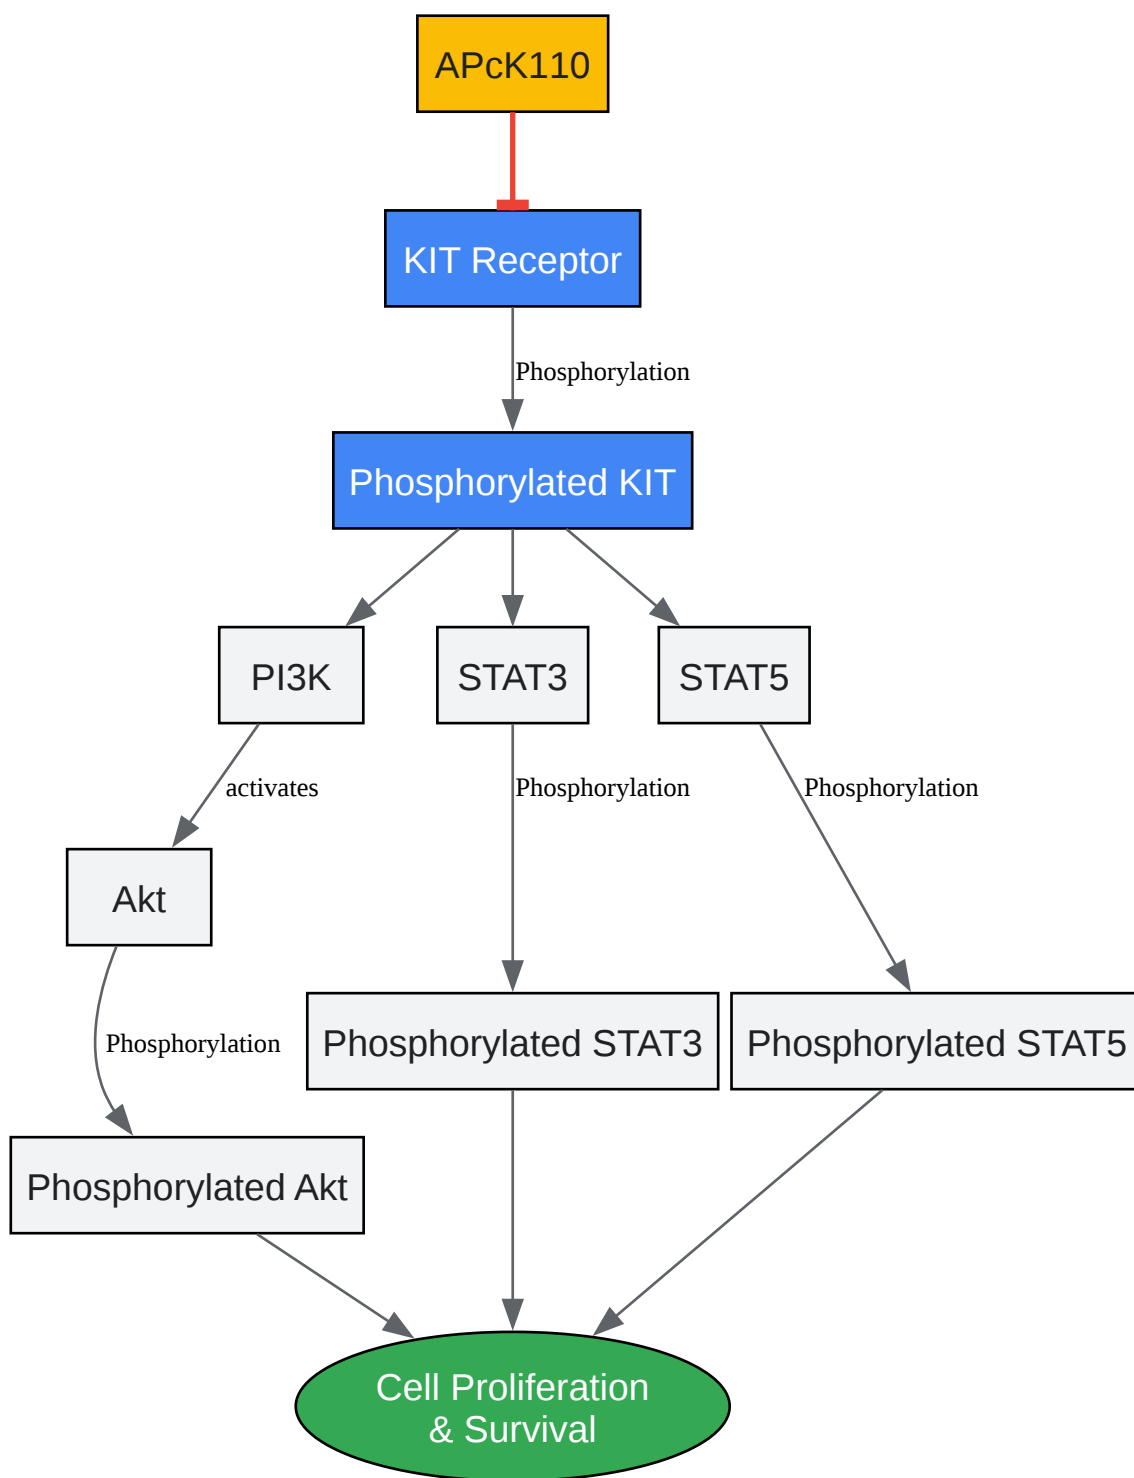 APcK110
KIT Receptor
Phosphorylation
Phosphorylated KIT
PI3K
STAT3
STAT5
activates
Phosphorylation
Phosphorylation
Akt
Phosphorylation
Phosphorylated STAT3
Phosphorylated STAT5
Phosphorylated Akt
Cell Proliferation
& Survival